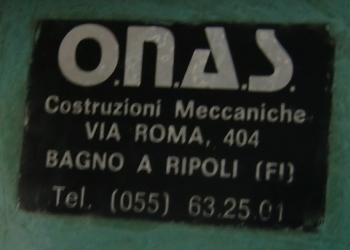 O.N.A.S.
Costruzioni Meccaniche
VIA ROMA, 404
BAGNO A RIPOLI (FI)
Tel. (055) 63.25.01